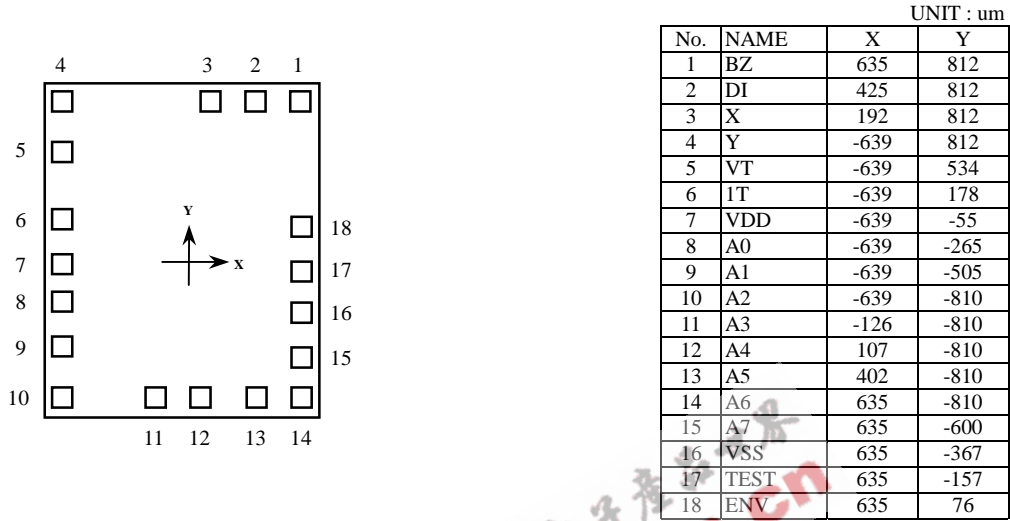 UNIT : um
4 3 2 1
5
6
7
8
9
10
Y
X
18
17
16
15
11 12 13 14
No. NAME X Y
1 BZ 635 812
2 DI 425 812
3 X 192 812
4 Y -639 812
5 VT -639 534
6 1T -639 178
7 VDD -639 -55
8 A0 -639 -265
9 A1 -639 -505
10 A2 -639 -810
11 A3 -126 -810
12 A4 107 -810
13 A5 402 -810
14 A6 635 -810
15 A7 635 -600
16 VSS 635 -367
17 TEST 635 -157
18 ENV 635 76